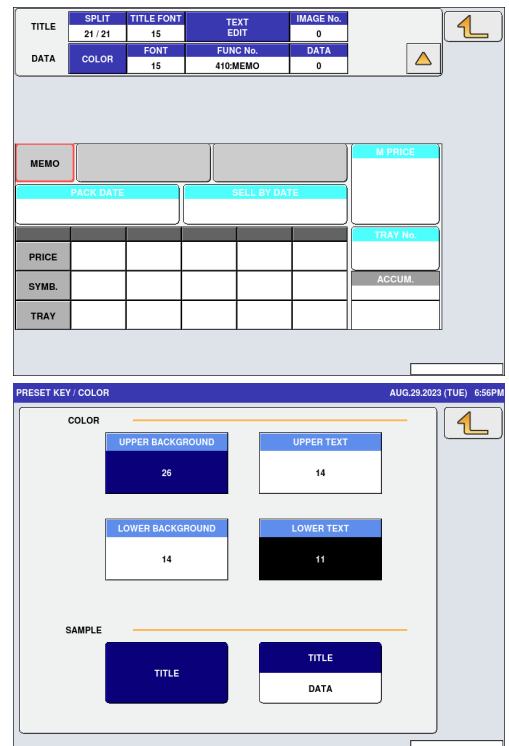 TITLE SPLIT TITLE FONT TEXT EDIT IMAGE No.
21 / 21 15 0
DATA COLOR FONT FUNC No. DATA
15 410:MEMO 0
MEMO M PRICE
PACK DATE SELL BY DATE
TRAY No.
PRICE
SYMB. ACCUM.
TRAY
PRESET KEY / COLOR AUG.29.2023 (TUE) 6:56PM
COLOR
UPPER BACKGROUND UPPER TEXT
26 14
LOWER BACKGROUND LOWER TEXT
14 11
SAMPLE
TITLE TITLE
DATA